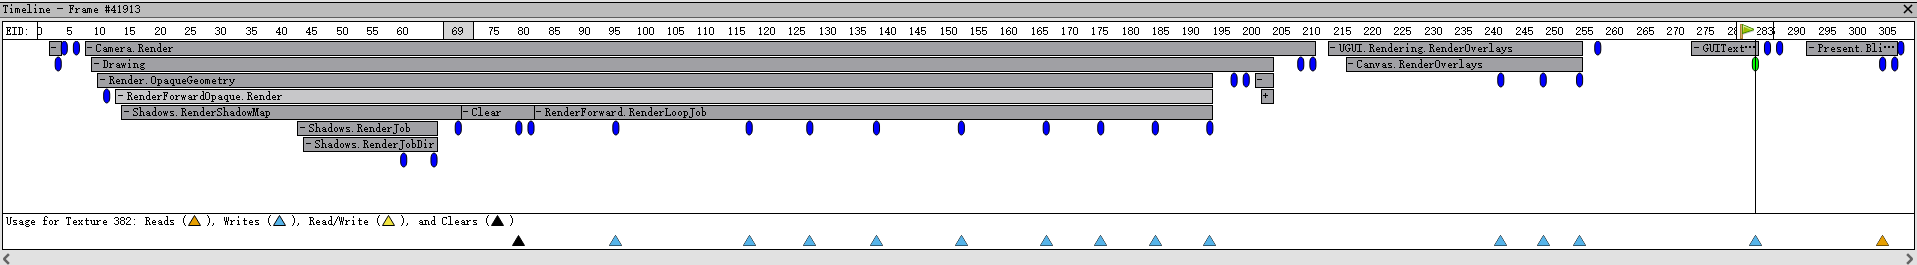 Timeline - Frame #41913
EID: 0 5 10 15 20 25 30 35 40 45 50 55 60 69 75 80 85 90 95 100 105 110 115 120 125 130 135 140 145 150 155 160 165 170 175 180 185 190 195 200 205 210 215 220 225 230 235 240 245 250 255 260 265 270 275 283 290 295 300 305
- - Camera.Render - UGUI.Rendering.RenderOverlays - GUIText··· - Present.Bli···
- Drawing - Canvas.RenderOverlays
- Render.OpaqueGeometry -
- RenderForwardOpaque.Render +
- Shadows.RenderShadowMap - Clear - RenderForward.RenderLoopJob
- Shadows.RenderJob
- Shadows.RenderJobDir
Usage for Texture 382: Reads ( ), Writes ( ), Read/Write ( ), and Clears ( )